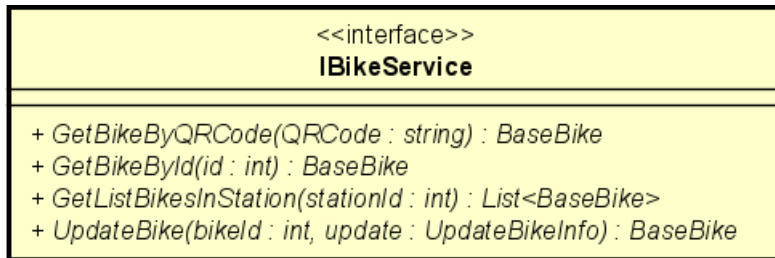 <<interface>>
IBikeService
+ GetBikeByQRCode(QRCode : string) : BaseBike
+ GetBikeById(id : int) : BaseBike
+ GetListBikesInStation(stationId : int) : List<BaseBike>
+ UpdateBike(bikeId : int, update : UpdateBikeInfo) : BaseBike